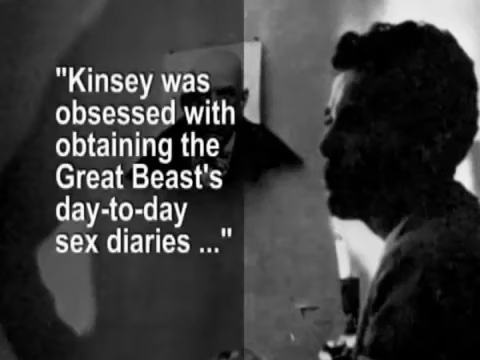 "Kinsey was
obsessed with
obtaining the
Great Beast's
day-to-day
sex diaries ..."